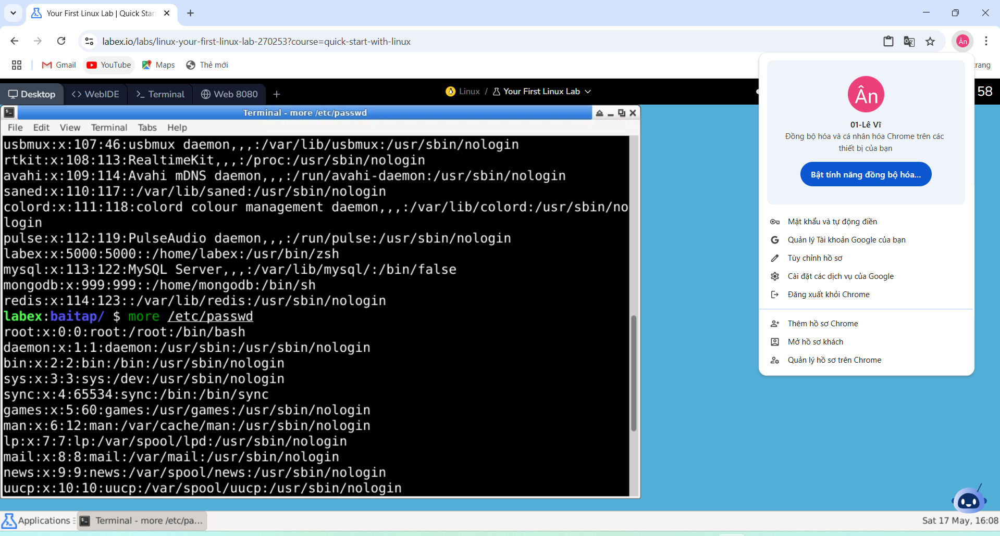 Your First Linux Lab | Quick Star
labex.io/labs/linux-your-first-linux-lab-270253?course=quick-start-with-linux
Ân
Gmail
YouTube
Maps
Thẻ mới
rang
Desktop
WebIDE
Terminal
Web 8080
Linux / Your First Linux Lab
58
Terminal - more /etc/passwd
File Edit View Terminal Tabs Help
usbmux:x:107:46:usbmux daemon,,,:/var/lib/usbmux:/usr/sbin/nologin
rtkit:x:108:113:RealtimeKit,,,:/proc:/usr/sbin/nologin
avahi:x:109:114:Avahi mDNS daemon,,,:/run/avahi-daemon:/usr/sbin/nologin
saned:x:110:117::/var/lib/saned:/usr/sbin/nologin
colord:x:111:118:colord colour management daemon,,,:/var/lib/colord:/usr/sbin/no
login
pulse:x:112:119:PulseAudio daemon,,,:/run/pulse:/usr/sbin/nologin
labex:x:5000:5000::/home/labex:/usr/bin/zsh
mysql:x:113:122:MySQL Server,,,:/var/lib/mysql/:/bin/false
mongodb:x:999:999::/home/mongodb:/bin/sh
redis:x:114:123::/var/lib/redis:/usr/sbin/nologin
labex:baitap/ $ more /etc/passwd
root:x:0:0:root:/root:/bin/bash
daemon:x:1:1:daemon:/usr/sbin:/usr/sbin/nologin
bin:x:2:2:bin:/bin:/usr/sbin/nologin
sys:x:3:3:sys:/dev:/usr/sbin/nologin
sync:x:4:65534:sync:/bin:/bin/sync
games:x:5:60:games:/usr/games:/usr/sbin/nologin
man:x:6:12:man:/var/cache/man:/usr/sbin/nologin
lp:x:7:7:lp:/var/spool/lpd:/usr/sbin/nologin
mail:x:8:8:mail:/var/mail:/usr/sbin/nologin
news:x:9:9:news:/var/spool/news:/usr/sbin/nologin
uucp:x:10:10:uucp:/var/spool/uucp:/usr/sbin/nologin
Ân
01-Lê Vĩ
Đồng bộ hóa và cá nhân hóa Chrome trên các
thiết bị của bạn
Bật tính năng đồng bộ hóa...
Mật khẩu và tự động điền
Quản lý Tài khoản Google của bạn
Tùy chỉnh hồ sơ
Cài đặt các dịch vụ của Google
Đăng xuất khỏi Chrome
Thêm hồ sơ Chrome
Mở hồ sơ khách
Quản lý hồ sơ trên Chrome
Applications
Terminal - more /etc/pa...
Sat 17 May, 16:08